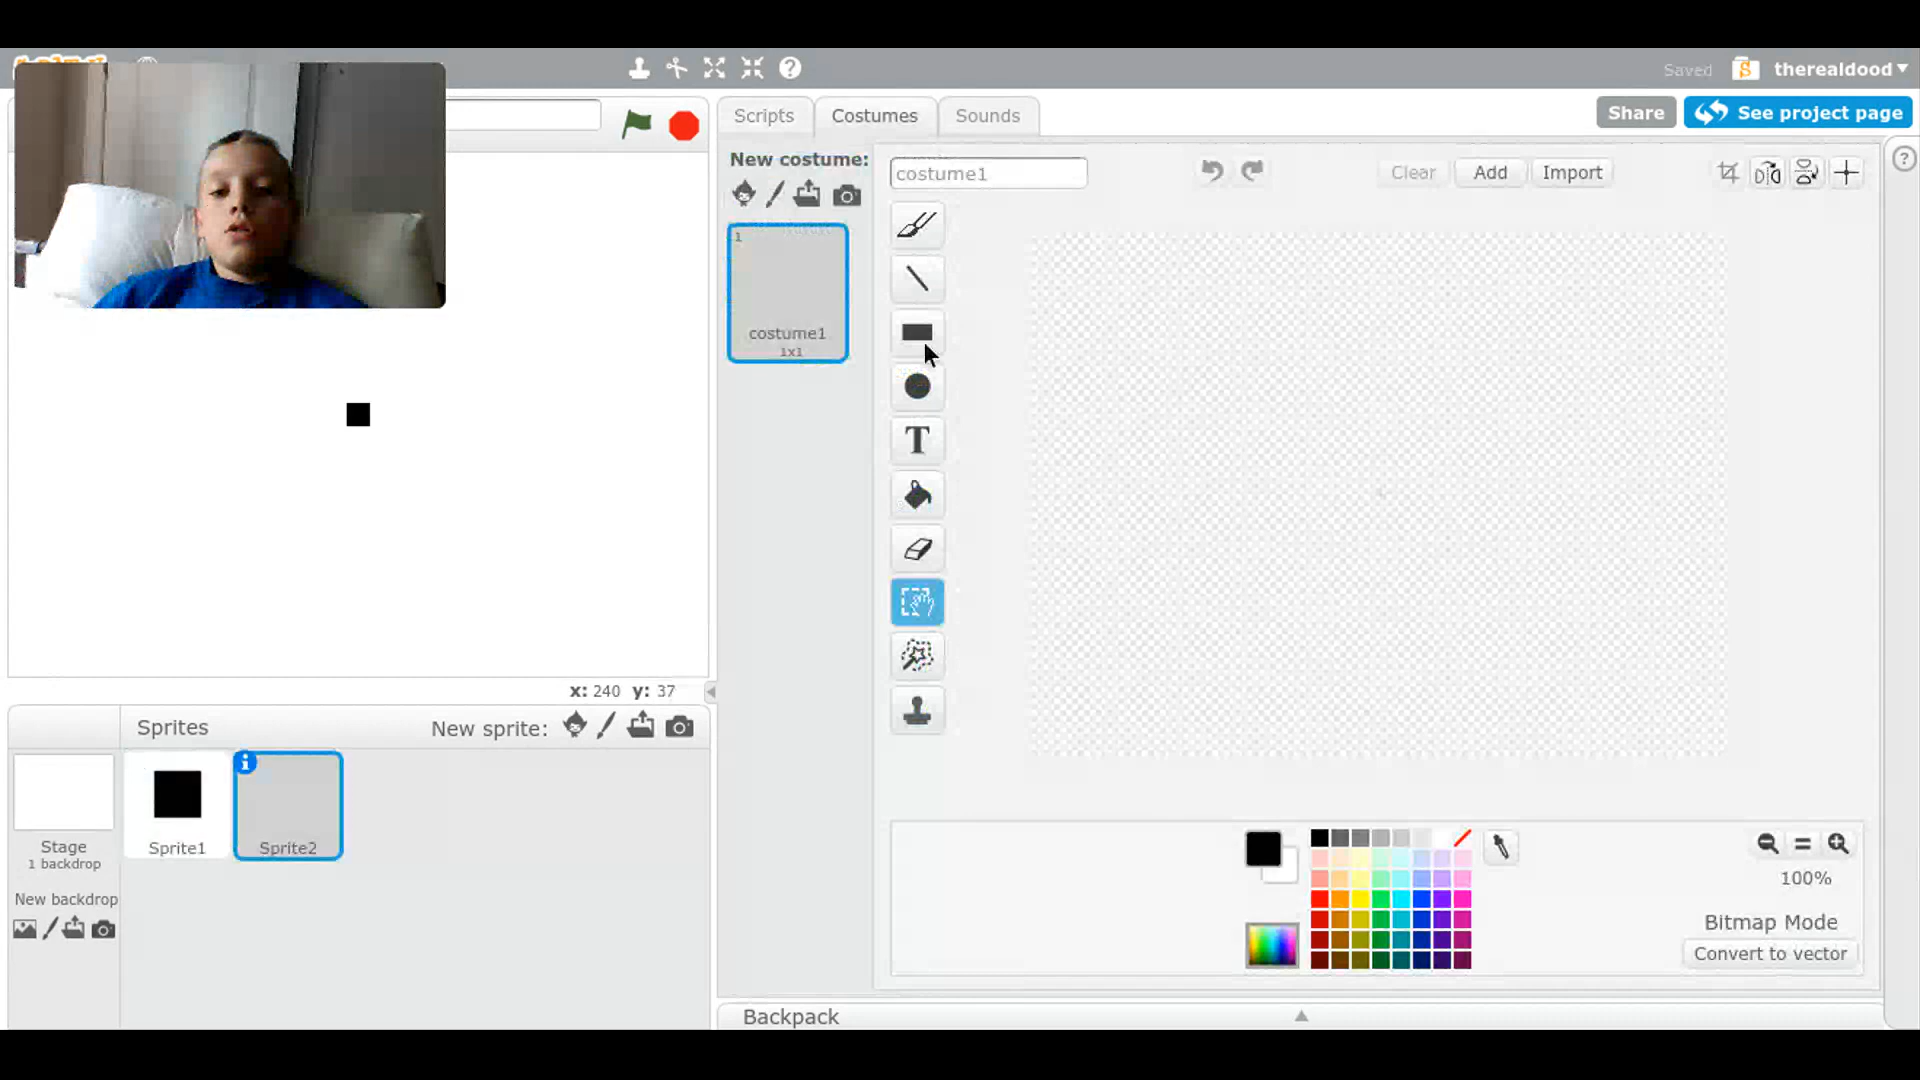 Saved
therealdood
Scripts
Costumes
Sounds
Share
See project page
New costume:
costume1
Clear
Add
Import
1
costume1
1x1
T
x: 240 y: 37
Sprites
New sprite:
Stage
1 backdrop
Sprite1
Sprite2
New backdrop
100%
Bitmap Mode
Convert to vector
Backpack